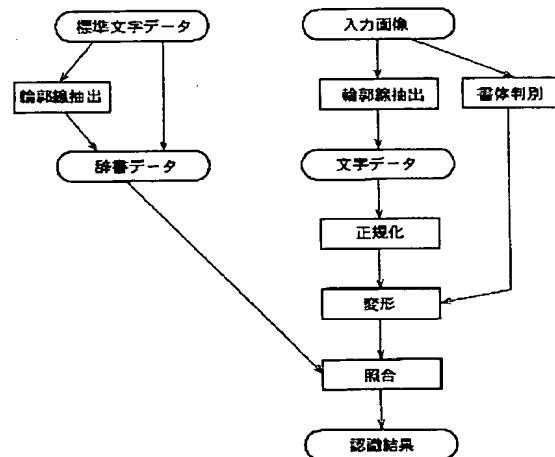 標準文字データ
入力画像
輪郭線抽出
輪郭線抽出
書体判別
辞書データ
文字データ
正規化
変形
照合
認識結果